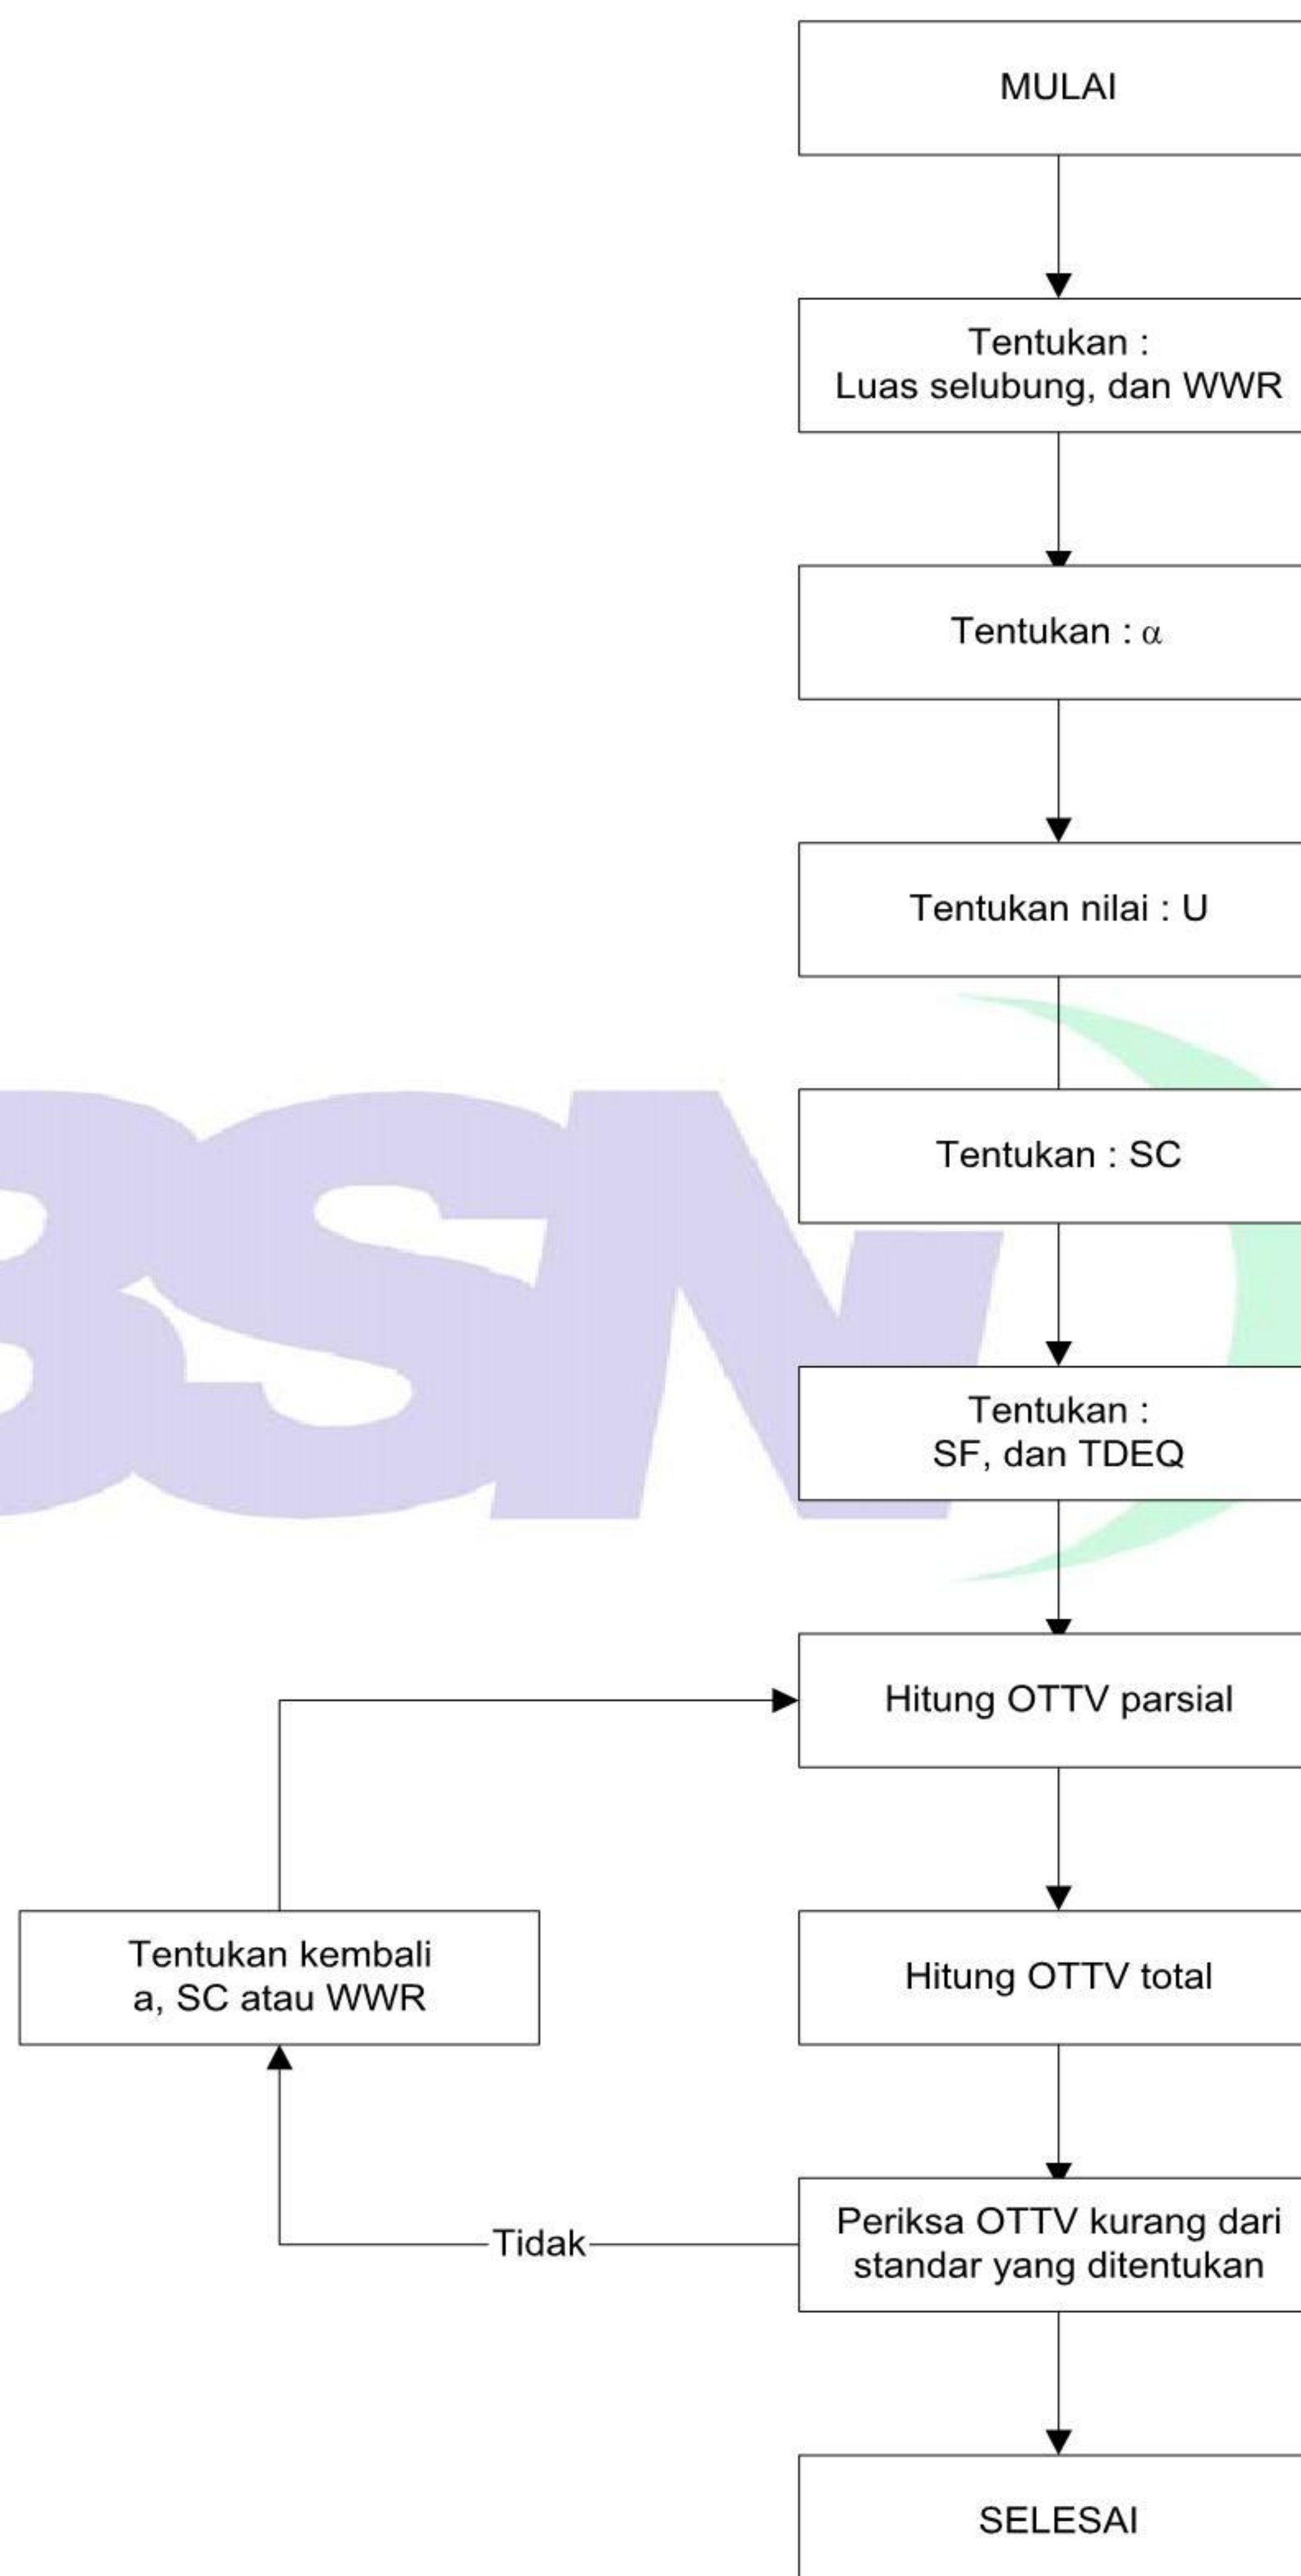 MULAI
Tentukan :
Luas selubung, dan WWR
Tentukan : α
Tentukan nilai : U
Tentukan : SC
Tentukan :
SF, dan TDEQ
Hitung OTTV parsial
Tentukan kembali
a, SC atau WWR
Hitung OTTV total
Tidak
Periksa OTTV kurang dari
standar yang ditentukan
SELESAI